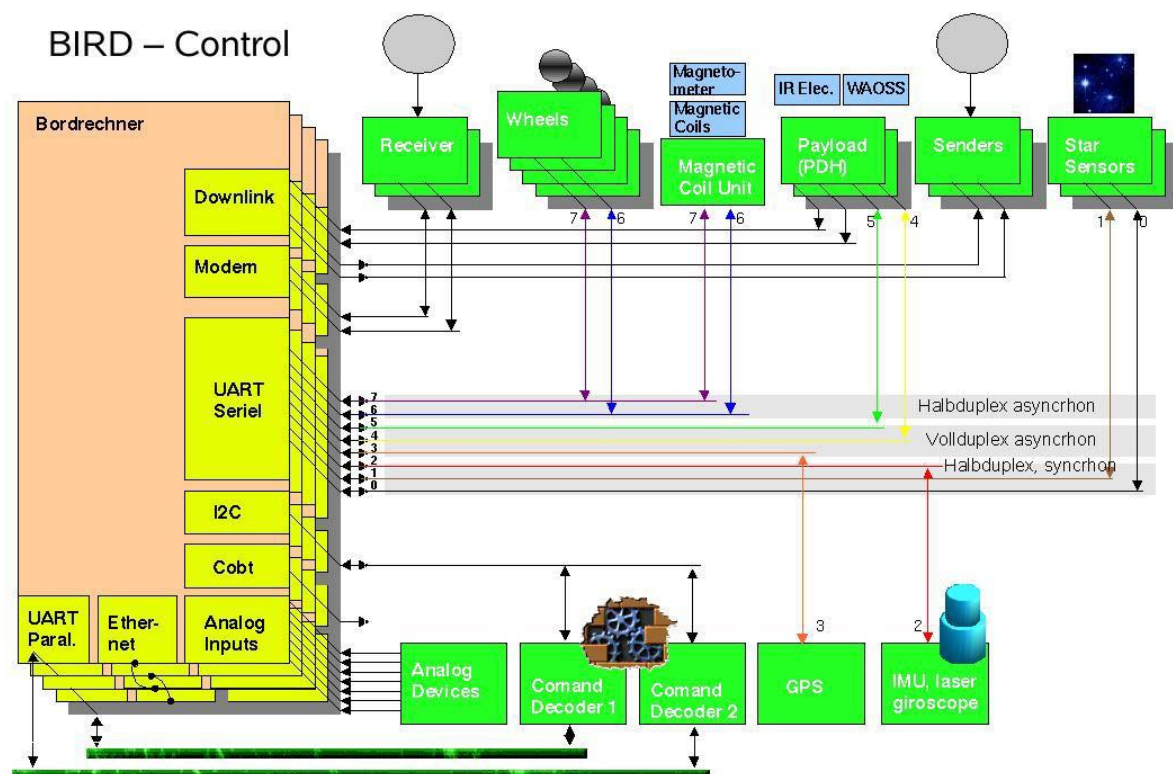 BIRD – Control
Bordrechner
Downlink
Modem
UART
Seriel
I2C
Cobt
UART
Paral.
Ether-
net
Analog
Inputs
Receiver
Wheels
Magneto-
meter
Magnetic
Coils
Magnetic
Coil Unit
IR Elec.
WAOSS
Payload
(PDH)
Senders
Star
Sensors
7 6
7 6
5 4
1 0
7
6
5
4
3
2
1
0
Halbduplex asyncrhon
Vollduplex asyncrhon
Halbduplex, syncrhon
3
2
Analog
Devices
Comand
Decoder 1
Comand
Decoder 2
GPS
IMU, laser
giroscope